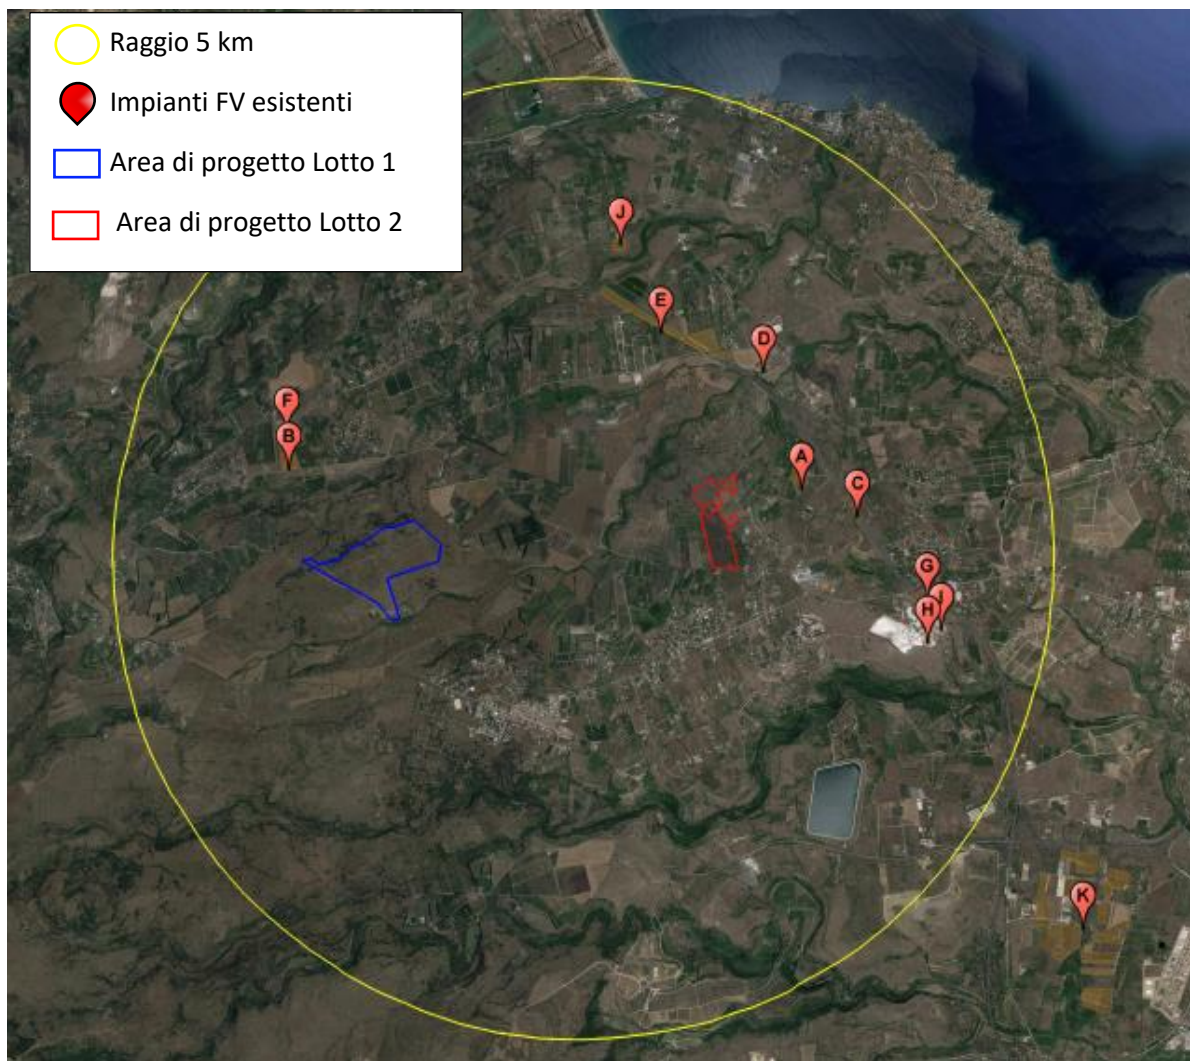 Raggio 5 km
Impianti FV esistenti
Area di progetto Lotto 1
Area di progetto Lotto 2
J
E
D
F
B
A
C
G
I
H
K